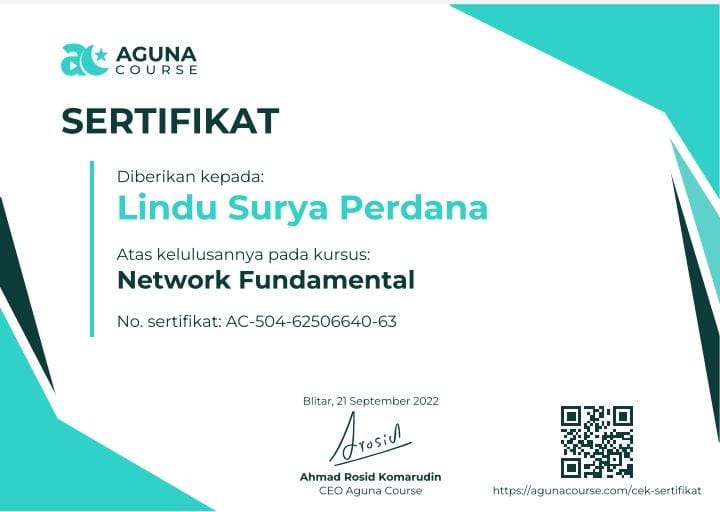 AGUNA
COURSE
SERTIFIKAT
Diberikan kepada:
Lindu Surya Perdana
Atas kelulusannya pada kursus:
Network Fundamental
No. sertifikat: AC-504-62506640-63
Blitar, 21 September 2022
Arosid
Ahmad Rosid Komarudin
CEO Aguna Course
https://agunacourse.com/cek-sertifikat